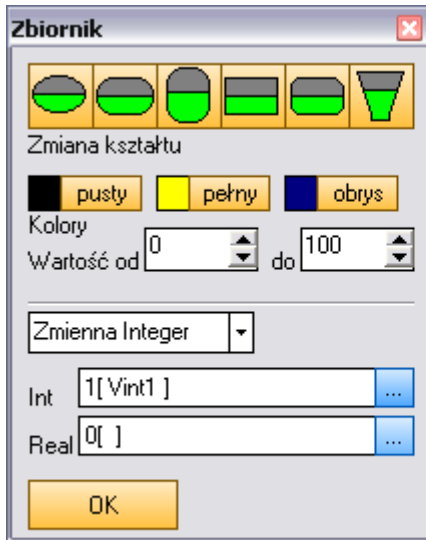 Zbiornik
Zmiana kształtu
pusty pełny obrys
Kolory
Wartość od 0 do 100
Zmienna Integer
Int 1[ Vint1 ] ...
Real 0[ ] ...
OK